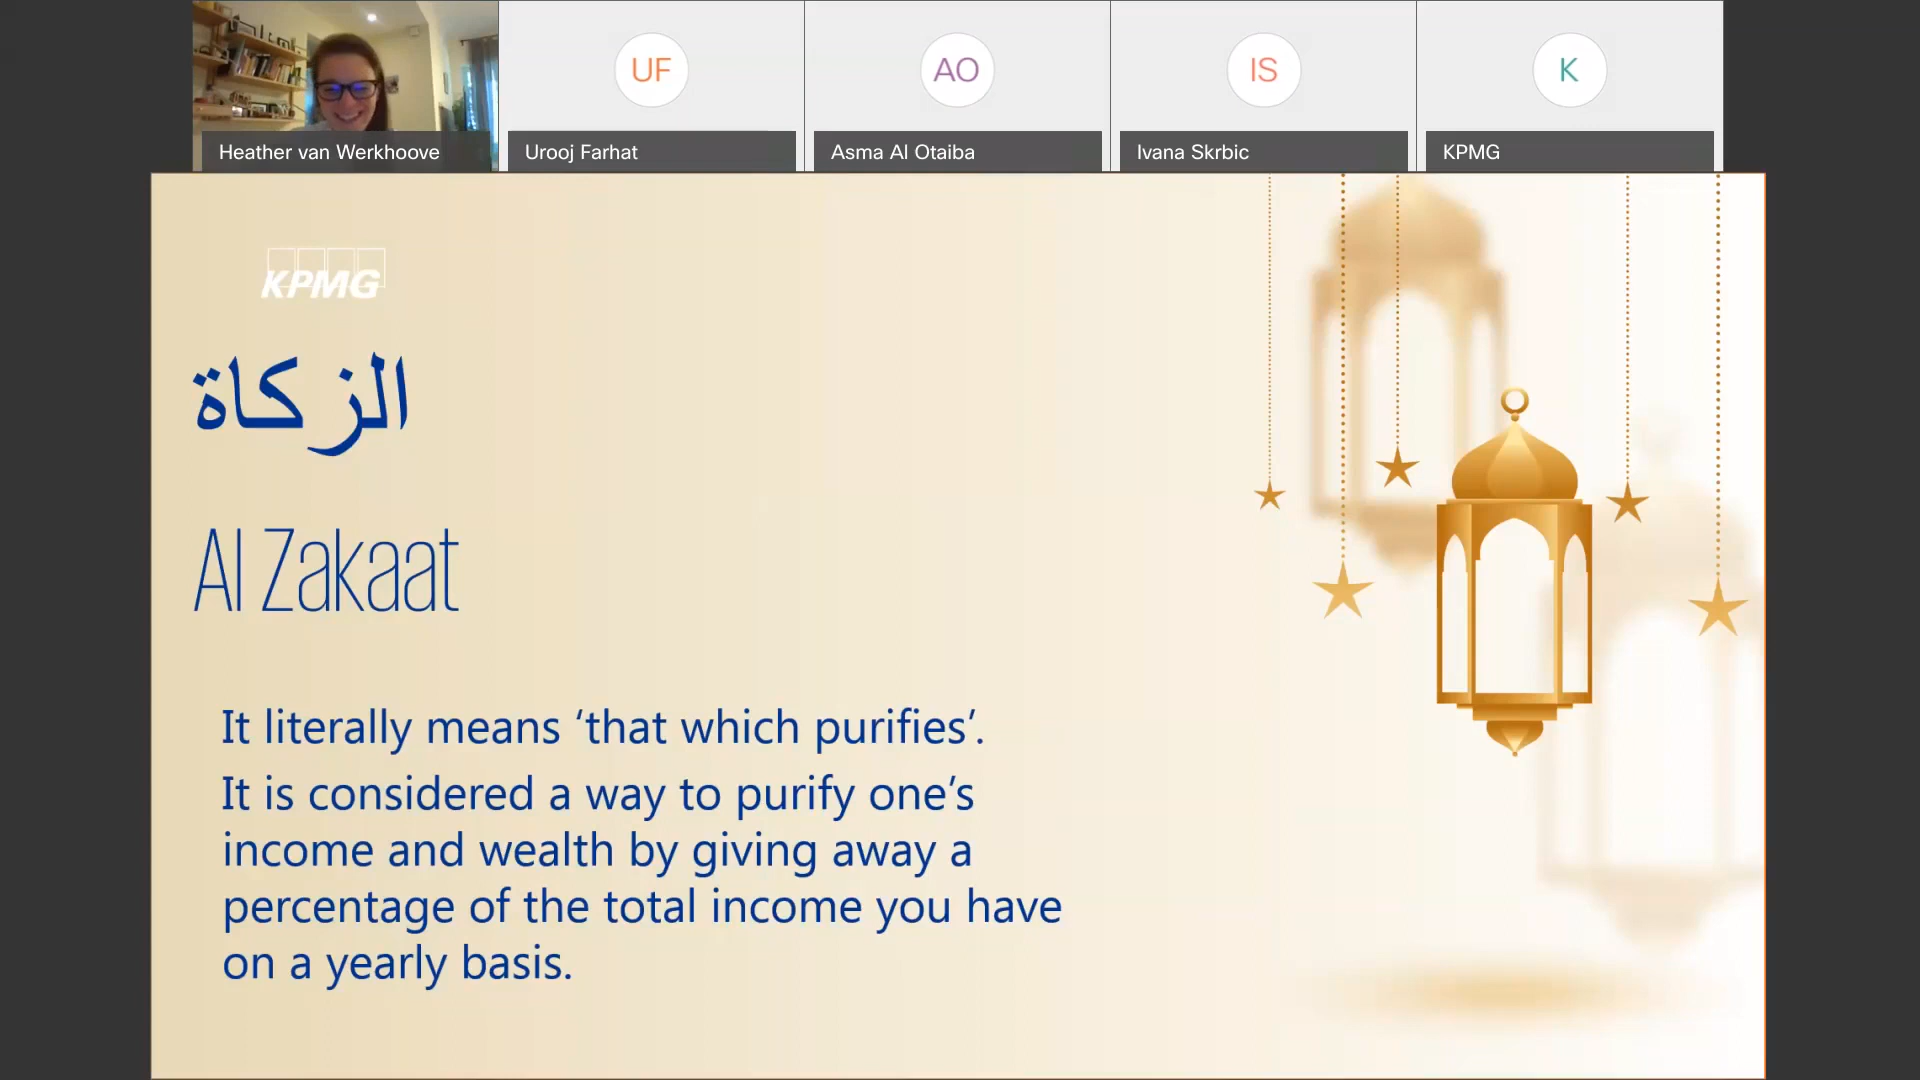 UF
AO
IS
K
Heather van Werkhoove
Urooj Farhat
Asma Al Otaiba
Ivana Skrbic
KPMG
KPMG
الزكاة
Al Zakaat
It literally means ‘that which purifies’.
It is considered a way to purify one’s
income and wealth by giving away a
percentage of the total income you have
on a yearly basis.